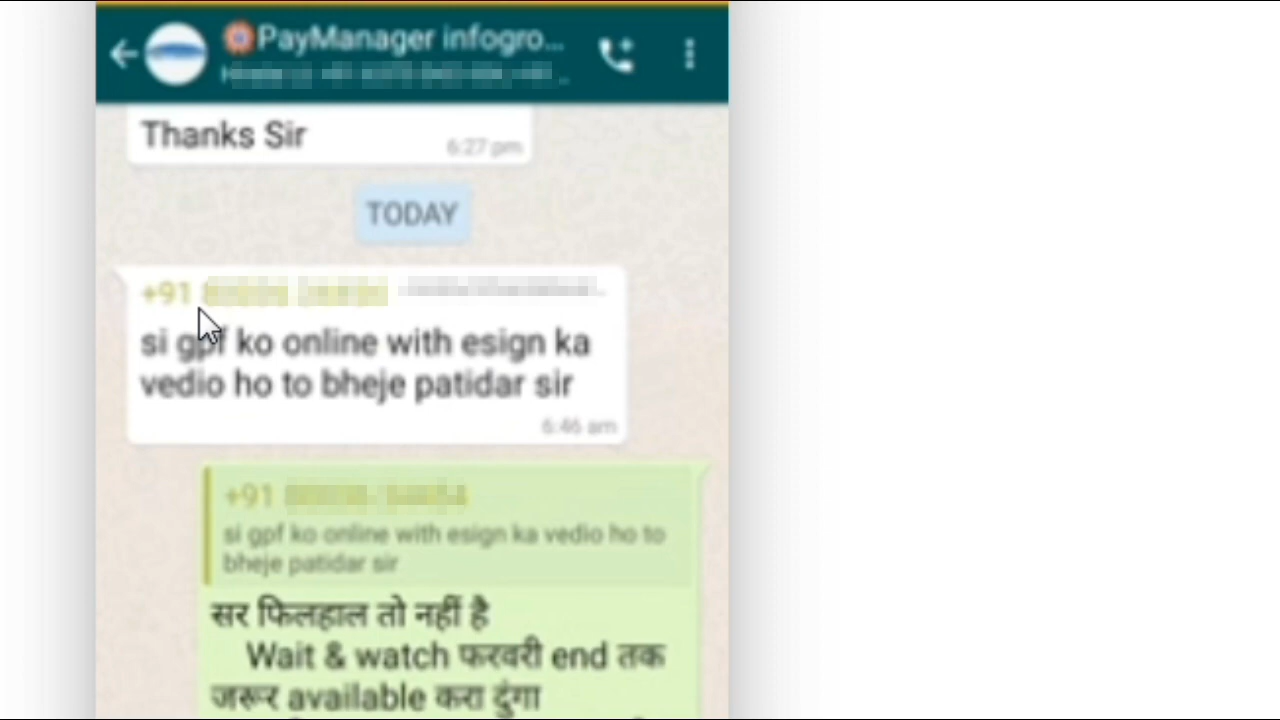 PayManager infogro...
Thanks Sir
6:27 pm
TODAY
+91
si gpf ko online with esign ka
vedio ho to bheje patidar sir
6:46 am
+91
si gpf ko online with esign ka vedio ho to
bheje patidar sir
सर फिलहाल तो नहीं है
Wait & watch फरवरी end तक
जरूर available करा दुंगा